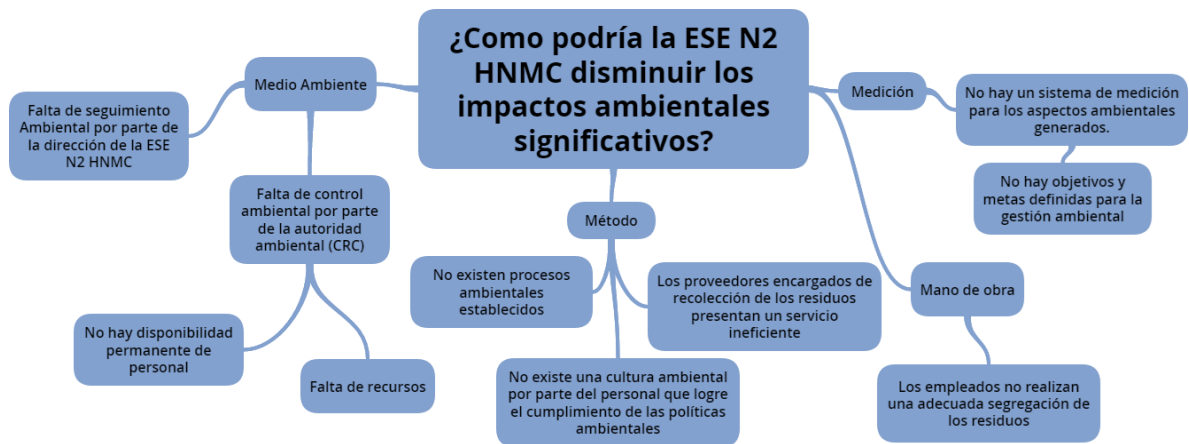 ¿Como podría la ESE N2
HNMC disminuir los
impactos ambientales
significativos?
Medio Ambiente
Falta de seguimiento
Ambiental por parte de
la dirección de la ESE
N2 HNMC
Falta de control
ambiental por parte
de la autoridad
ambiental (CRC)
No hay disponibilidad
permanente de
personal
Falta de recursos
Método
No existen procesos
ambientales
establecidos
Los proveedores encargados de
recolección de los residuos
presentan un servicio
ineficiente
No existe una cultura ambiental
por parte del personal que logre
el cumplimiento de las políticas
ambientales
Medición
No hay un sistema de medición
para los aspectos ambientales
generados.
No hay objetivos y
metas definidas para la
gestión ambiental
Mano de obra
Los empleados no realizan
una adecuada segregación de
los residuos